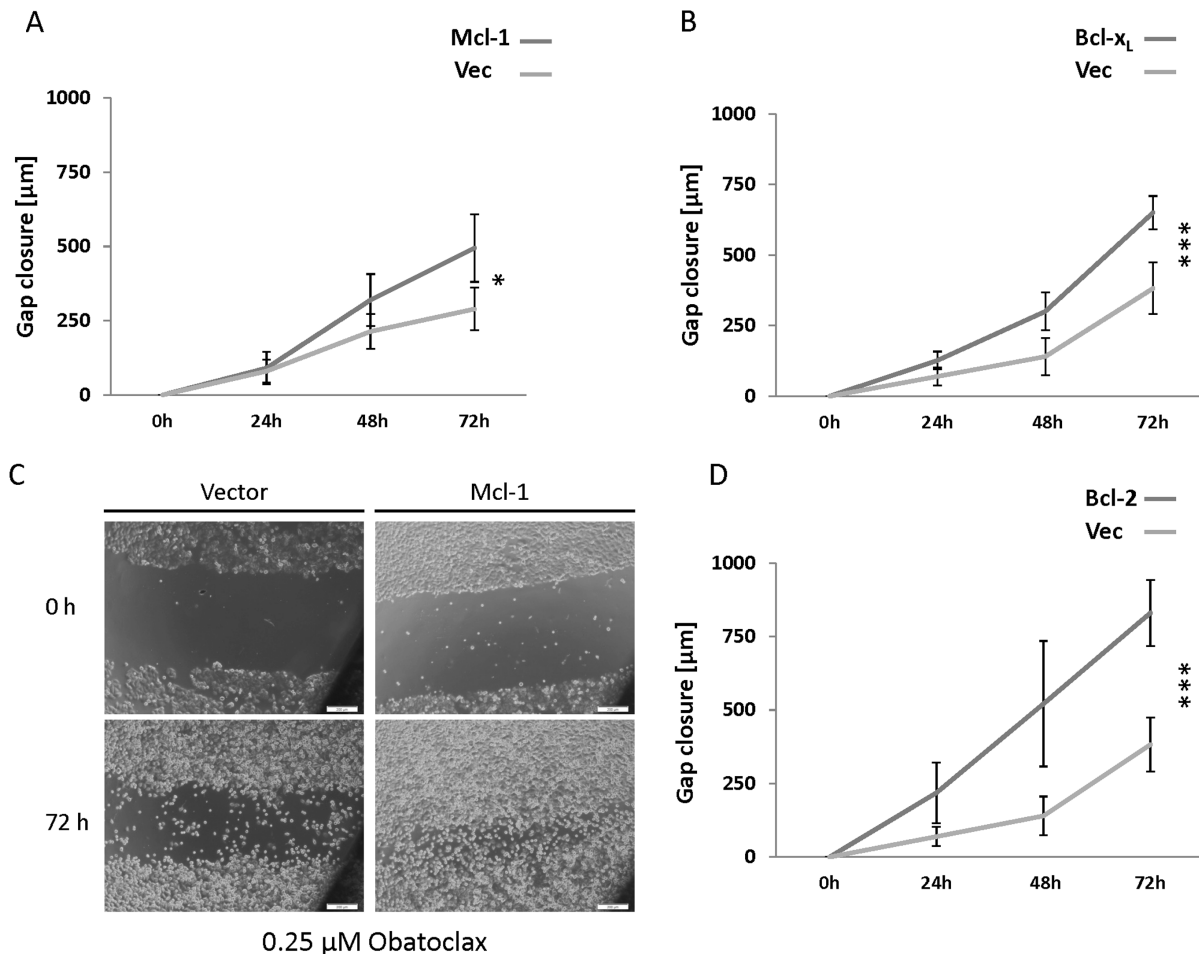 A
Mcl-1
Vec
1000
750
500
250
0
Gap closure [µm]
*
0h 24h 48h 72h
B
Bcl-xL
Vec
1000
750
500
250
0
Gap closure [µm]
***
0h 24h 48h 72h
C
Vector Mcl-1
0 h
72 h
0.25 µM Obatoclax
D
Bcl-2
Vec
1000
750
500
250
0
Gap closure [µm]
***
0h 24h 48h 72h